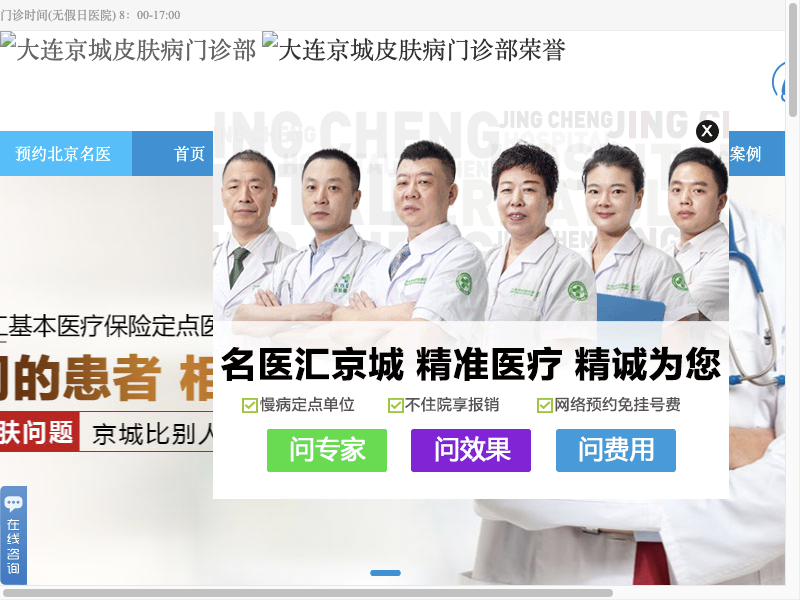 门诊时间(无假日医院) 8：00-17:00
大连京城皮肤病门诊部 大连京城皮肤病门诊部荣誉
JING CHENG JING CHENG JING
预约北京名医 首页 案例
X
基本医疗保险定点医
的患者 相
肤问题 京城比别人
名医汇京城 精准医疗 精诚为您
慢病定点单位 不住院享报销 网络预约免挂号费
问专家 问效果 问费用
在线咨询